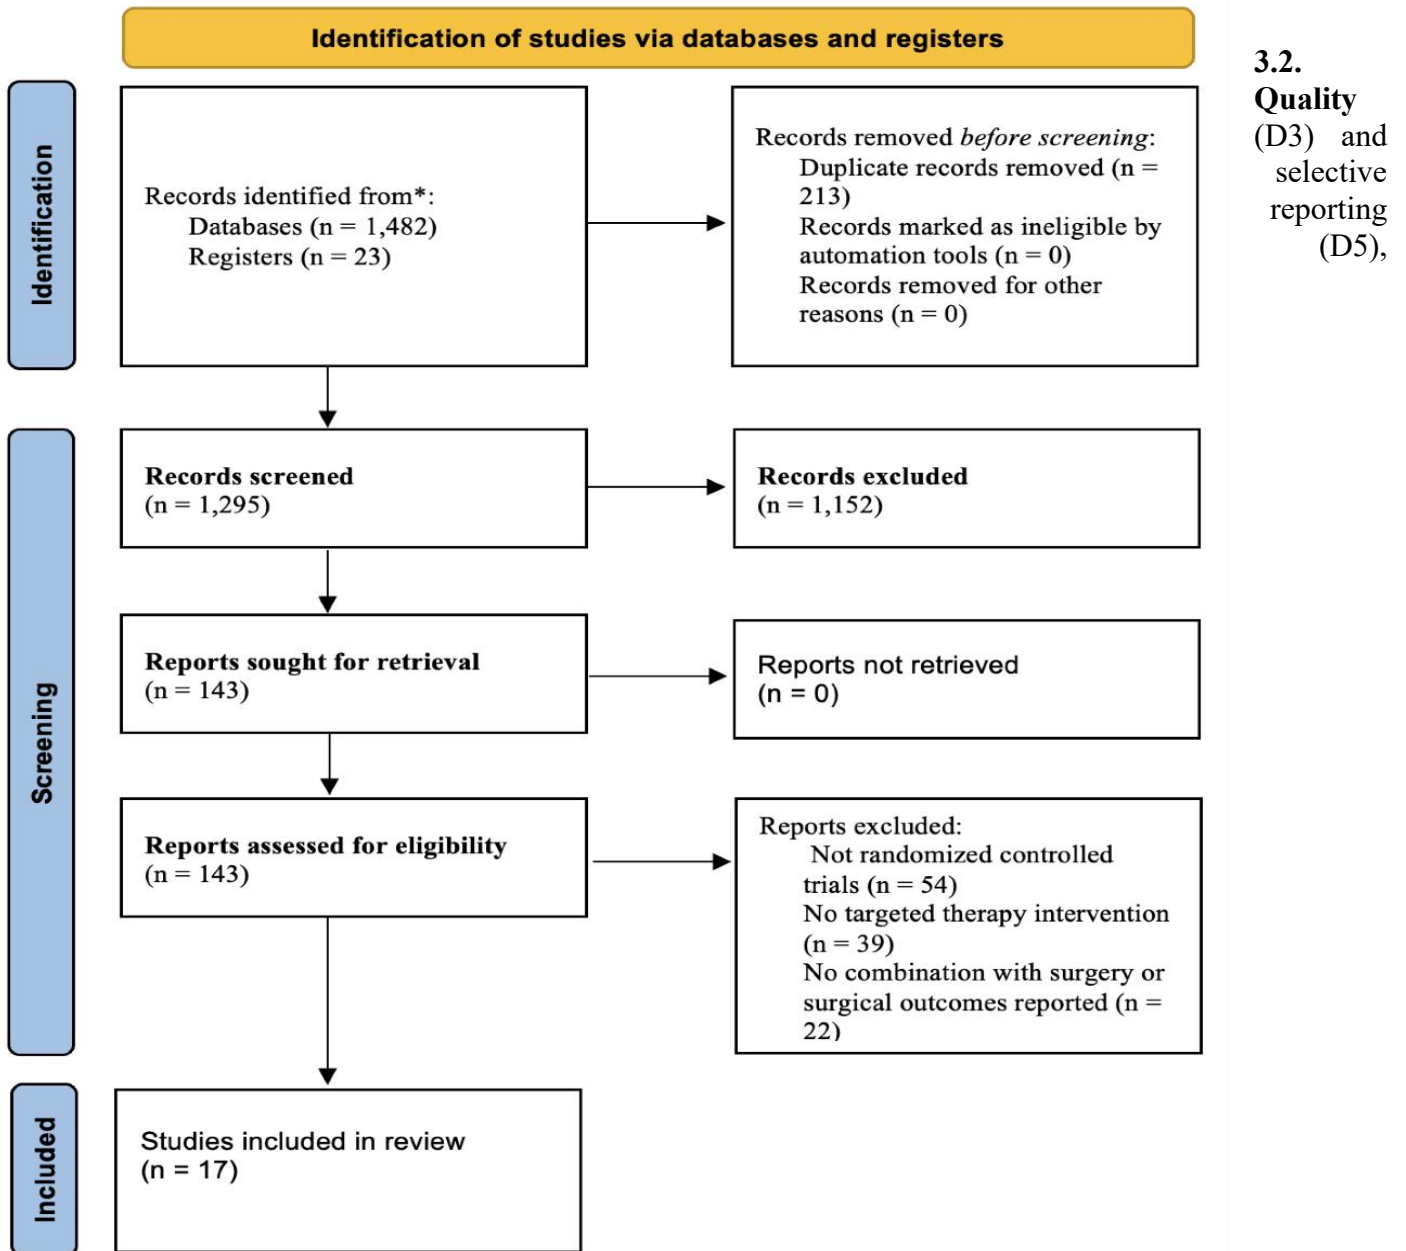 Identification of studies via databases and registers
Identification
Records identified from*:
Databases (n = 1,482)
Registers (n = 23)
Records removed before screening:
Duplicate records removed (n =
213)
Records marked as ineligible by
automation tools (n = 0)
Records removed for other
reasons (n = 0)
Screening
Records screened
(n = 1,295)
Records excluded
(n = 1,152)
Reports sought for retrieval
(n = 143)
Reports not retrieved
(n = 0)
Reports assessed for eligibility
(n = 143)
Reports excluded:
Not randomized controlled
trials (n = 54)
No targeted therapy intervention
(n = 39)
No combination with surgery or
surgical outcomes reported (n =
22)
Included
Studies included in review
(n = 17)
3.2.
Quality
(D3) and
selective
reporting
(D5),